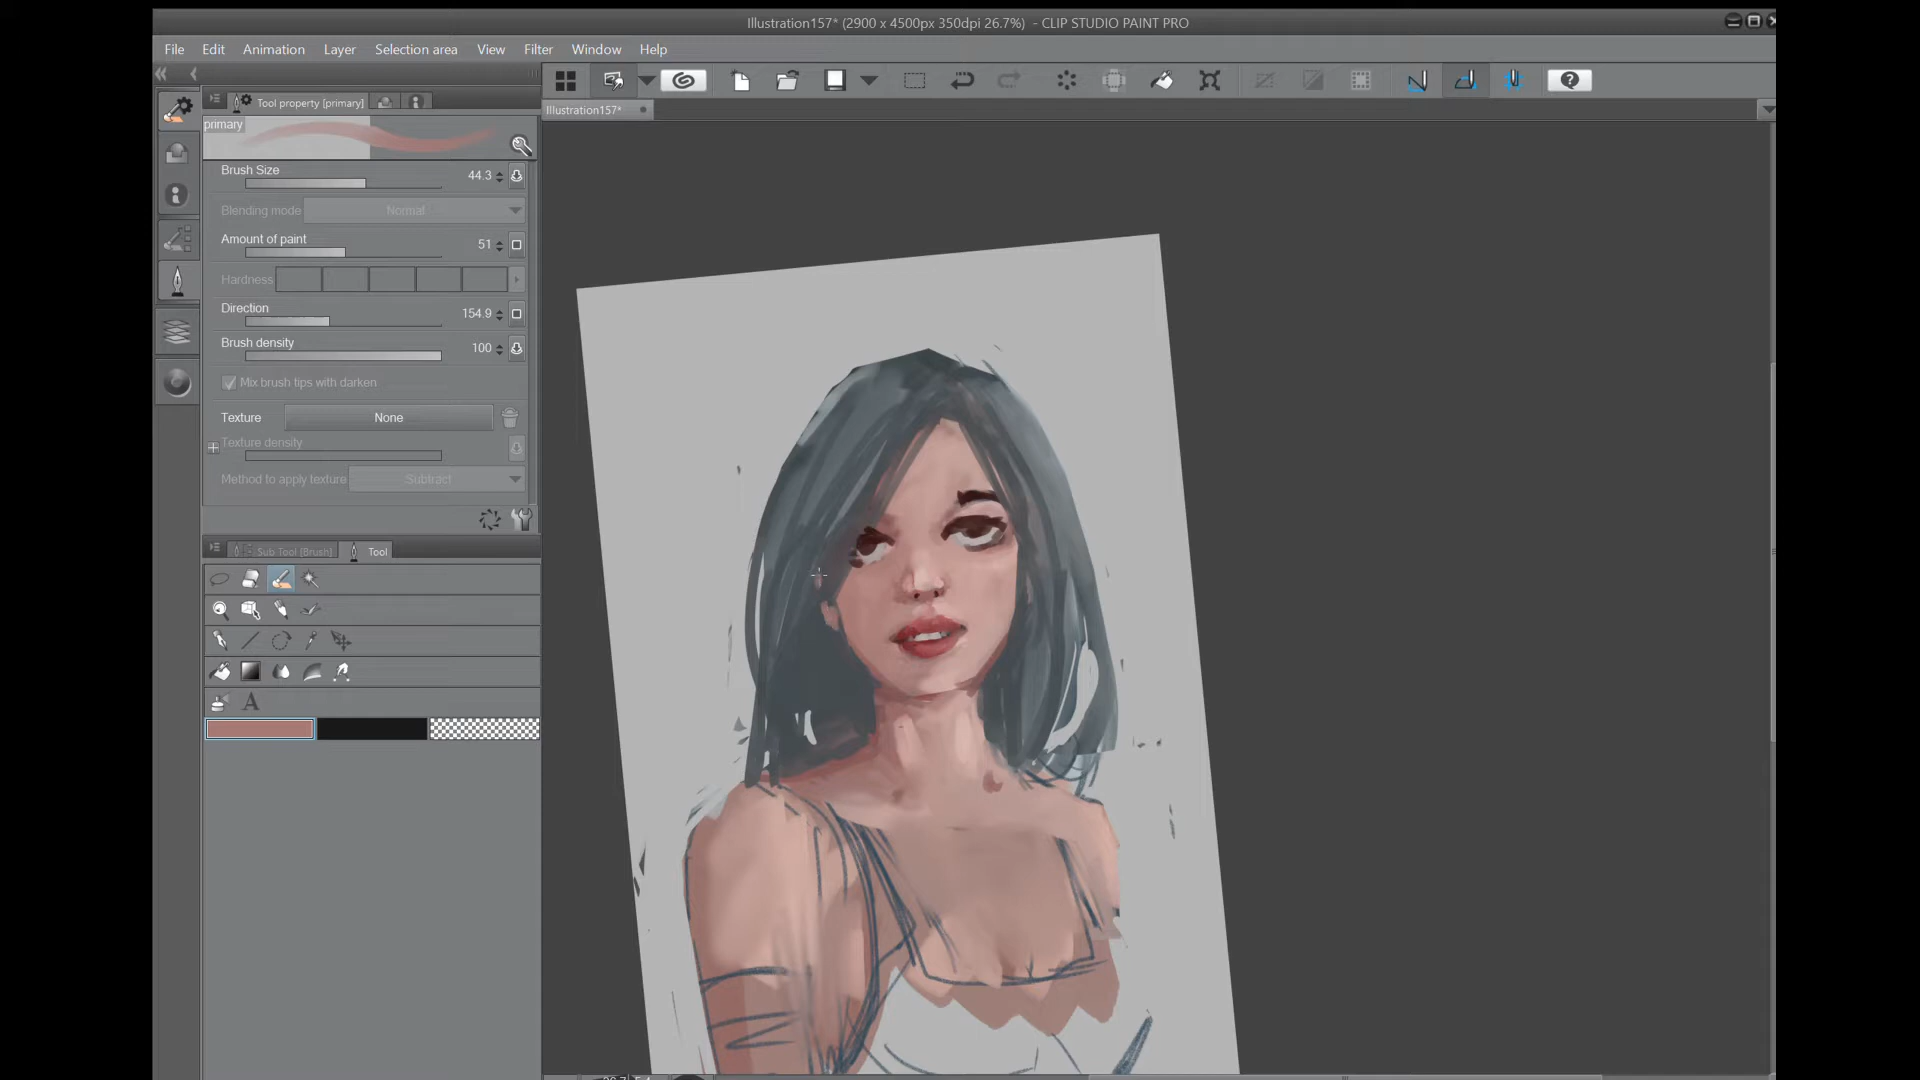 Illustration157* (2900 x 4500px 350dpi 26.7%) - CLIP STUDIO PAINT PRO
File Edit Animation Layer Selection area View Filter Window Help
Tool property [primary]
Illustration157*
primary
Brush Size 44.3
Blending mode Normal
Amount of paint 51
Hardness
Direction 154.9
Brush density 100
Mix brush tips with darken
Texture None
Texture density
Method to apply texture Subtract
Sub Tool [Brush] Tool
A